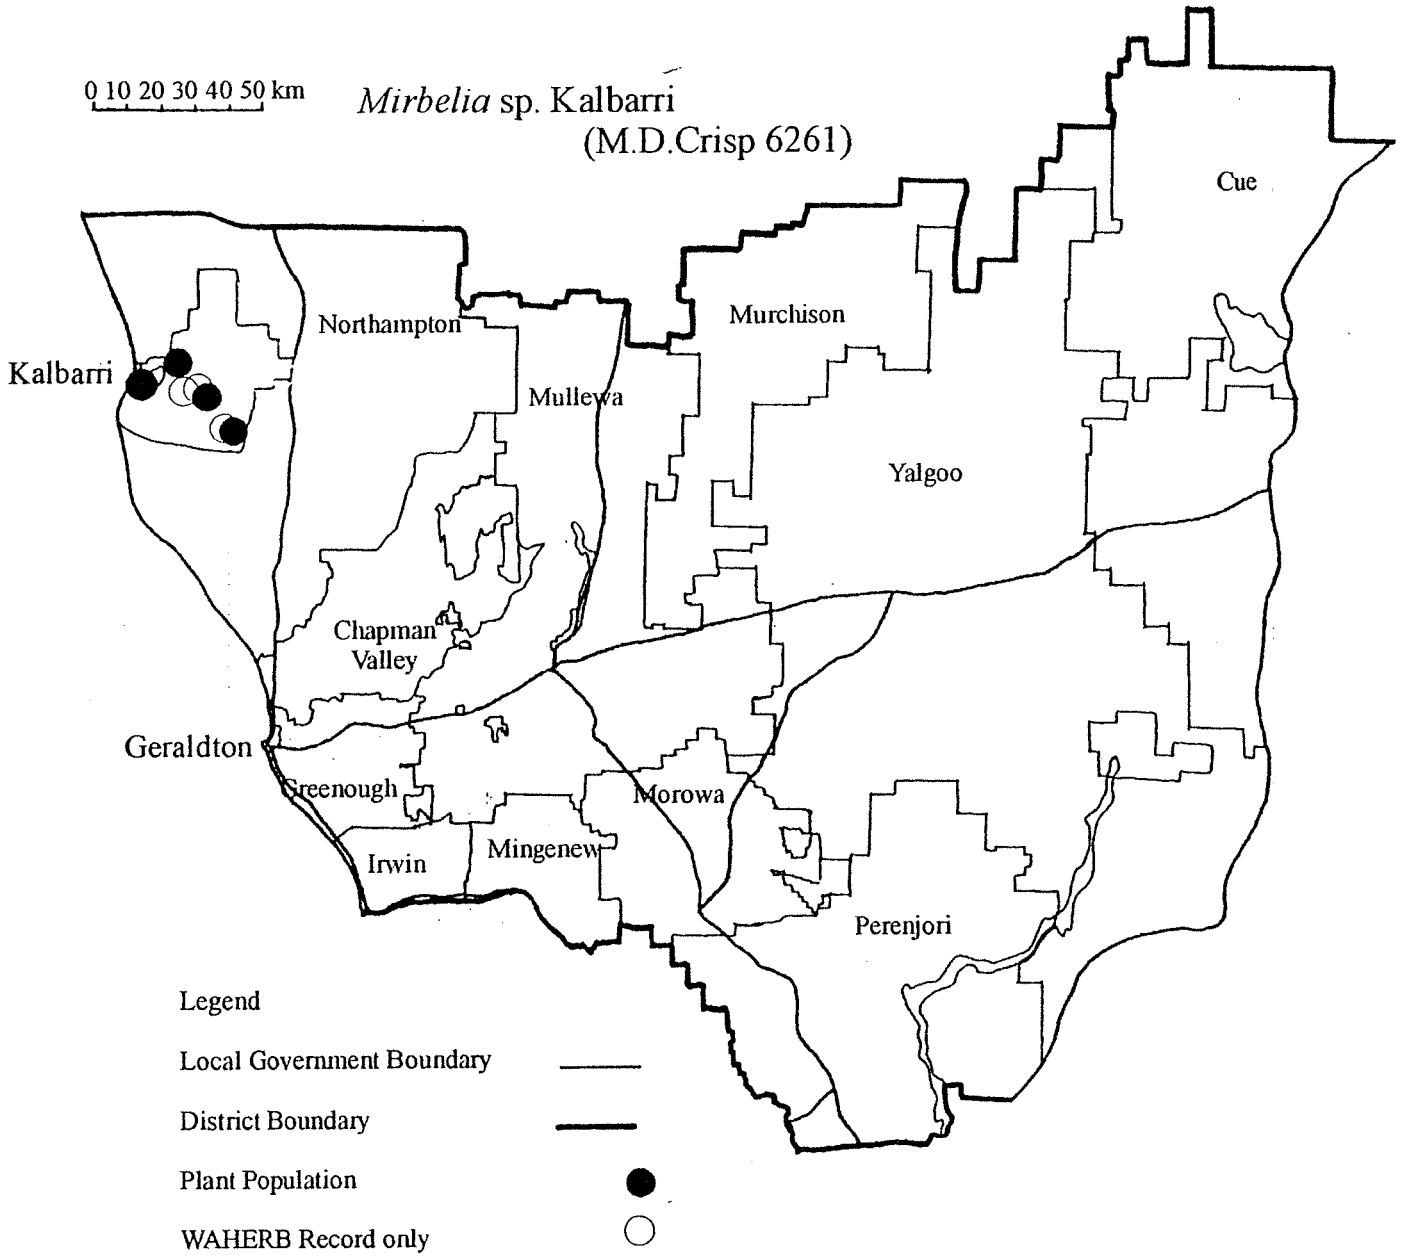 0 10 20 30 40 50 km
Mirbelia sp. Kalbarri
(M.D.Crisp 6261)
Cue
Northampton
Murchison
Kalbarri
Mullewa
Yalgoo
Chapman
Valley
Geraldton
Greenough
Morowa
Irwin
Mingenew
Perenjori
Legend
Local Government Boundary
District Boundary
Plant Population
WAHERB Record only